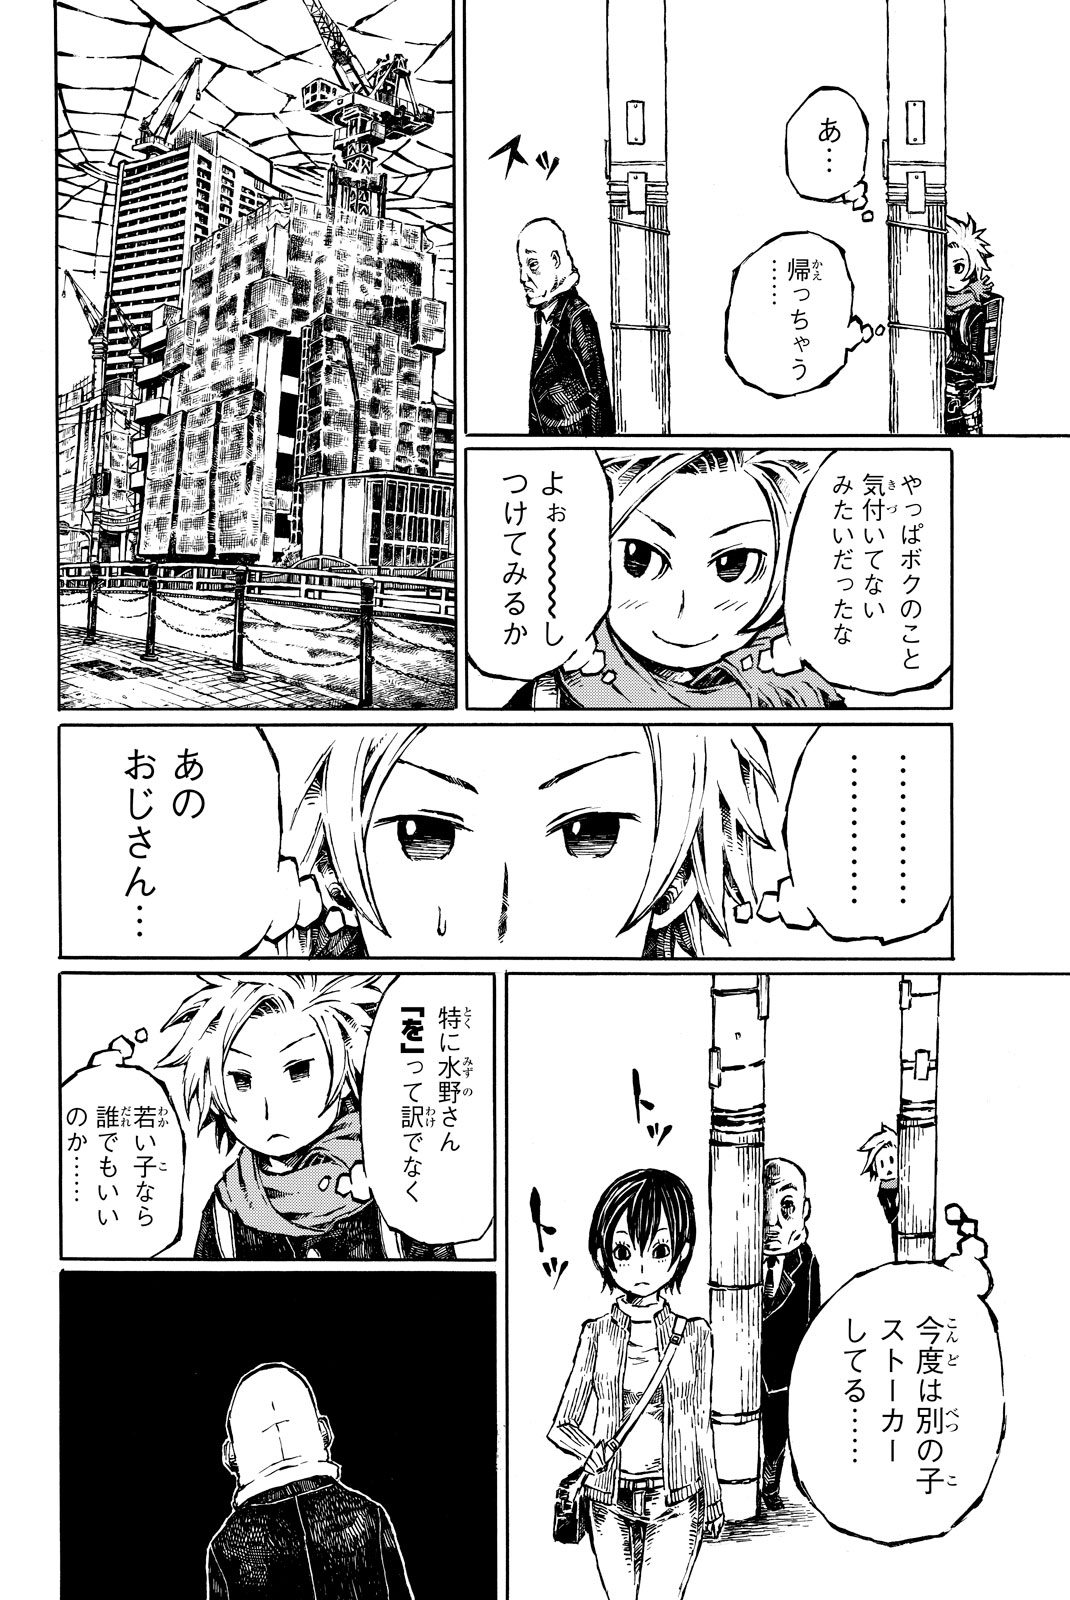 あ…
帰っちゃう
……
スッ
やっぱボクのこと
気付いてない
みたいだったな
よぉ～～～し
つけてみるか
…………
…………
あの
おじさん…
トッ
トッ
今度は別の子
ストーカー
してる……
特に水野さん
『を』って訳でなく
若い子なら
誰でもいい
のか……